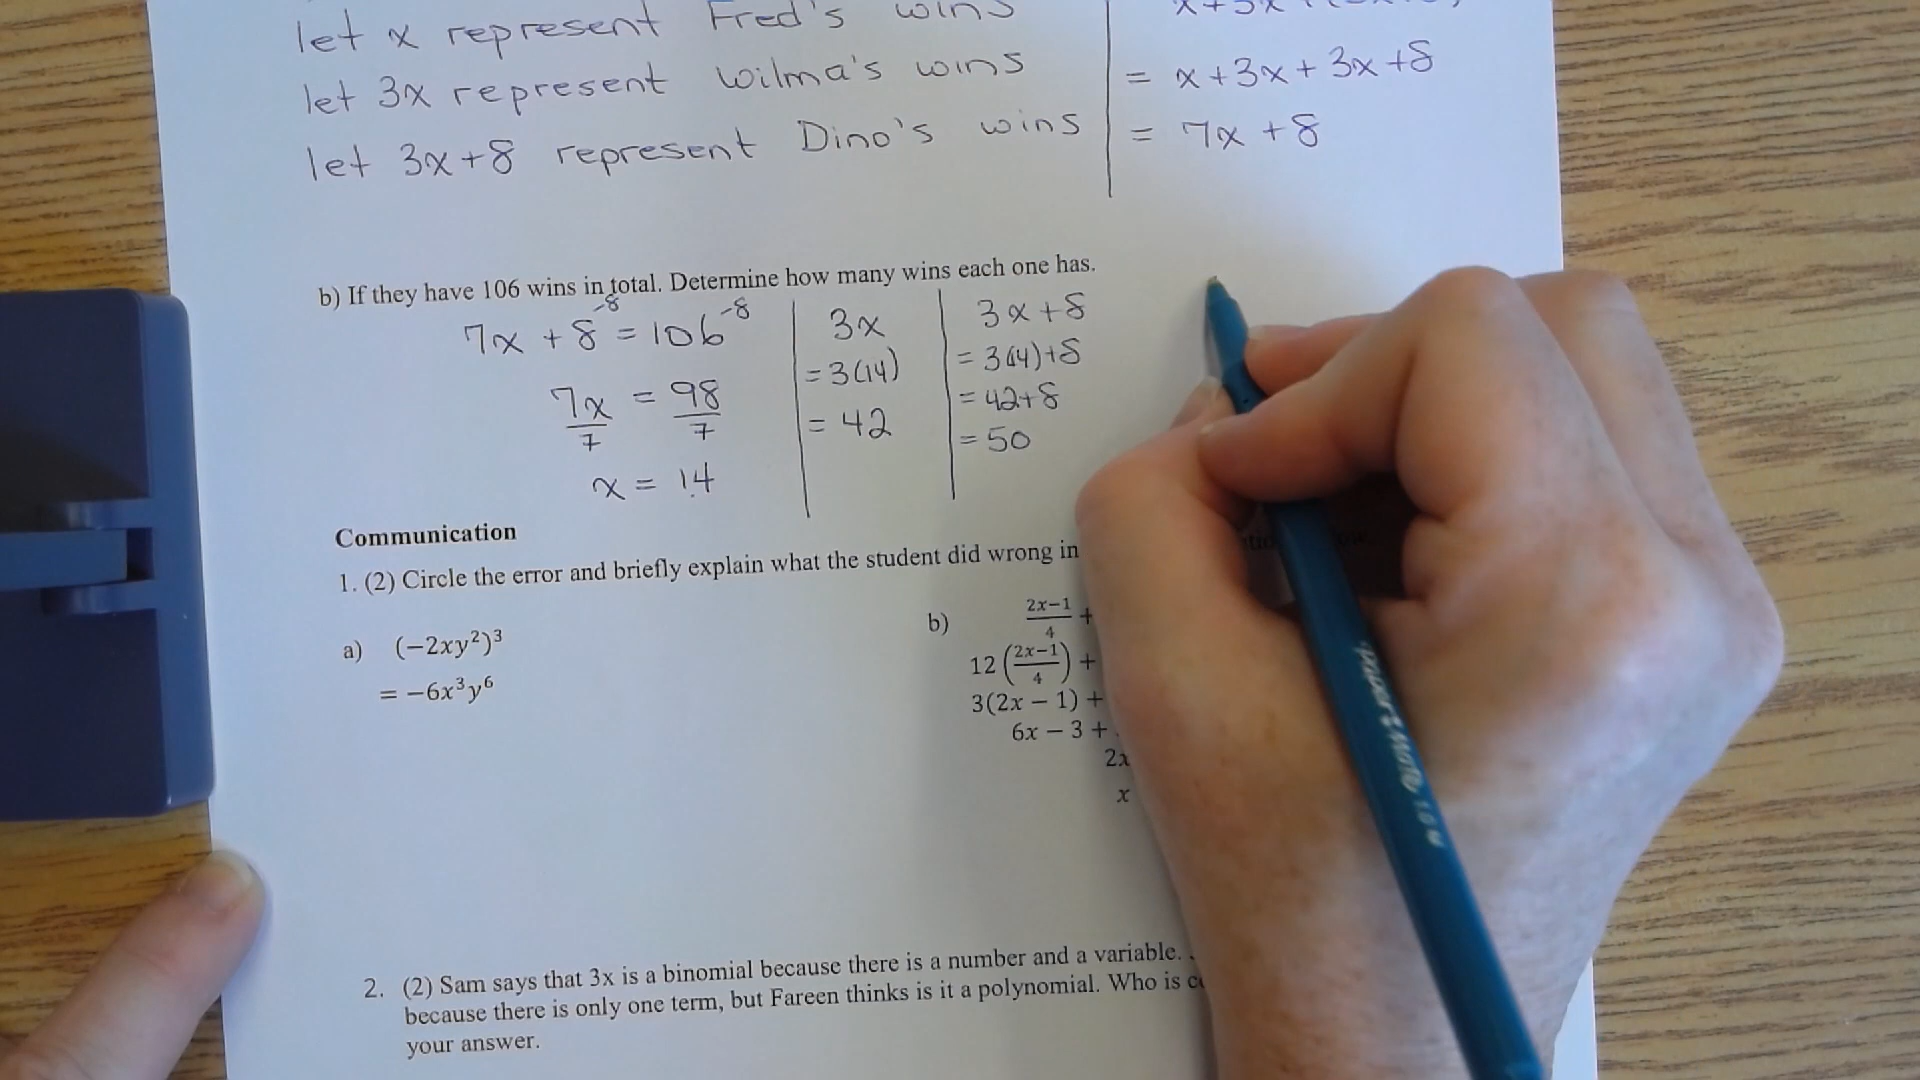 let x represent Fred's wins
let 3x represent Wilma's wins
let 3x+8 represent Dino's wins
= x+3x+3x+8
= 7x+8
b) If they have 106 wins in total. Determine how many wins each one has.
7x + 8 -8 = 106 -8
7x/7 = 98/7
x = 14
3x
= 3(14)
= 42
3x+8
= 3(14)+8
= 42+8
= 50
Communication
1. (2) Circle the error and briefly explain what the student did wrong in
a) (−2xy²)³
= −6x³y⁶
b) (2x−1)/4 +
12 ((2x−1)/4) +
3(2x − 1) +
6x − 3 +
2x
x
2. (2) Sam says that 3x is a binomial because there is a number and a variable.
because there is only one term, but Fareen thinks is it a polynomial. Who is
your answer.